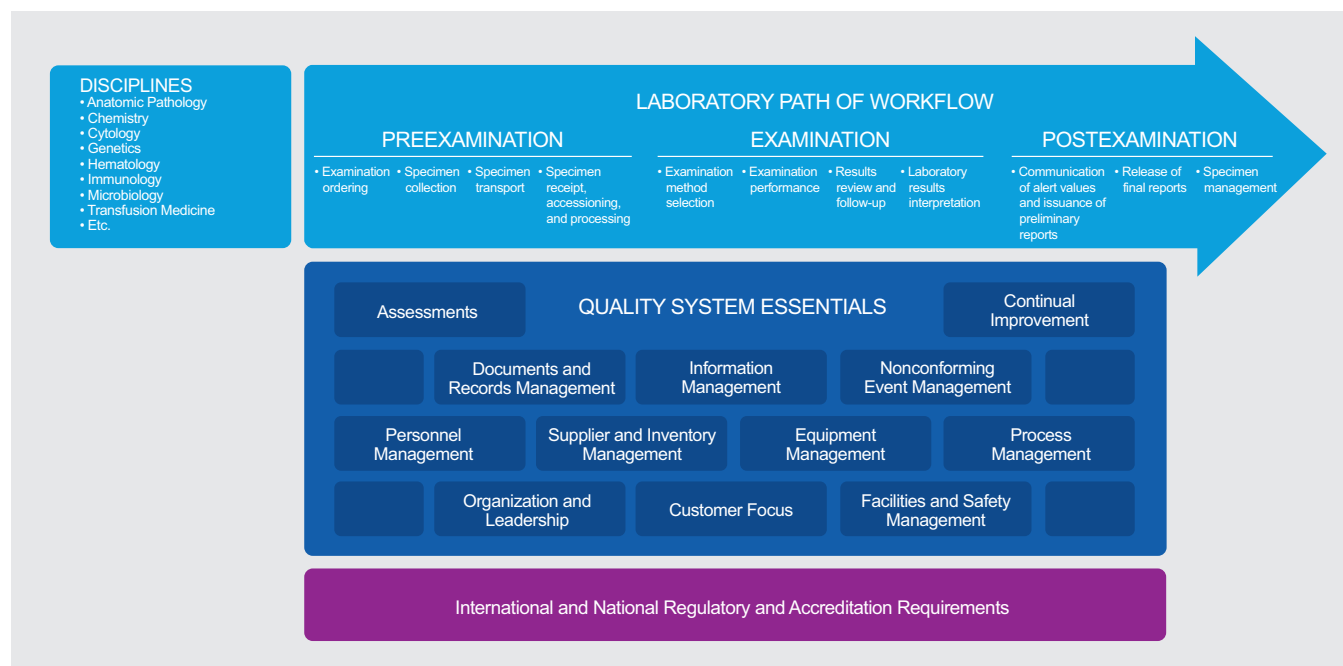 DISCIPLINES
• Anatomic Pathology
• Chemistry
• Cytology
• Genetics
• Hematology
• Immunology
• Microbiology
• Transfusion Medicine
• Etc.
LABORATORY PATH OF WORKFLOW
PREEXAMINATION
• Examination
ordering
• Specimen
collection
• Specimen
transport
• Specimen
receipt,
accessioning,
and processing
EXAMINATION
• Examination
method
selection
• Examination
performance
• Results
review and
follow-up
• Laboratory
results
interpretation
POSTEXAMINATION
• Communication
of alert values
and issuance of
preliminary
reports
• Release of
final reports
• Specimen
management
QUALITY SYSTEM ESSENTIALS
Assessments
Continual
Improvement
Documents and
Records Management
Information
Management
Nonconforming
Event Management
Personnel
Management
Supplier and Inventory
Management
Equipment
Management
Process
Management
Organization and
Leadership
Customer Focus
Facilities and Safety
Management
International and National Regulatory and Accreditation Requirements